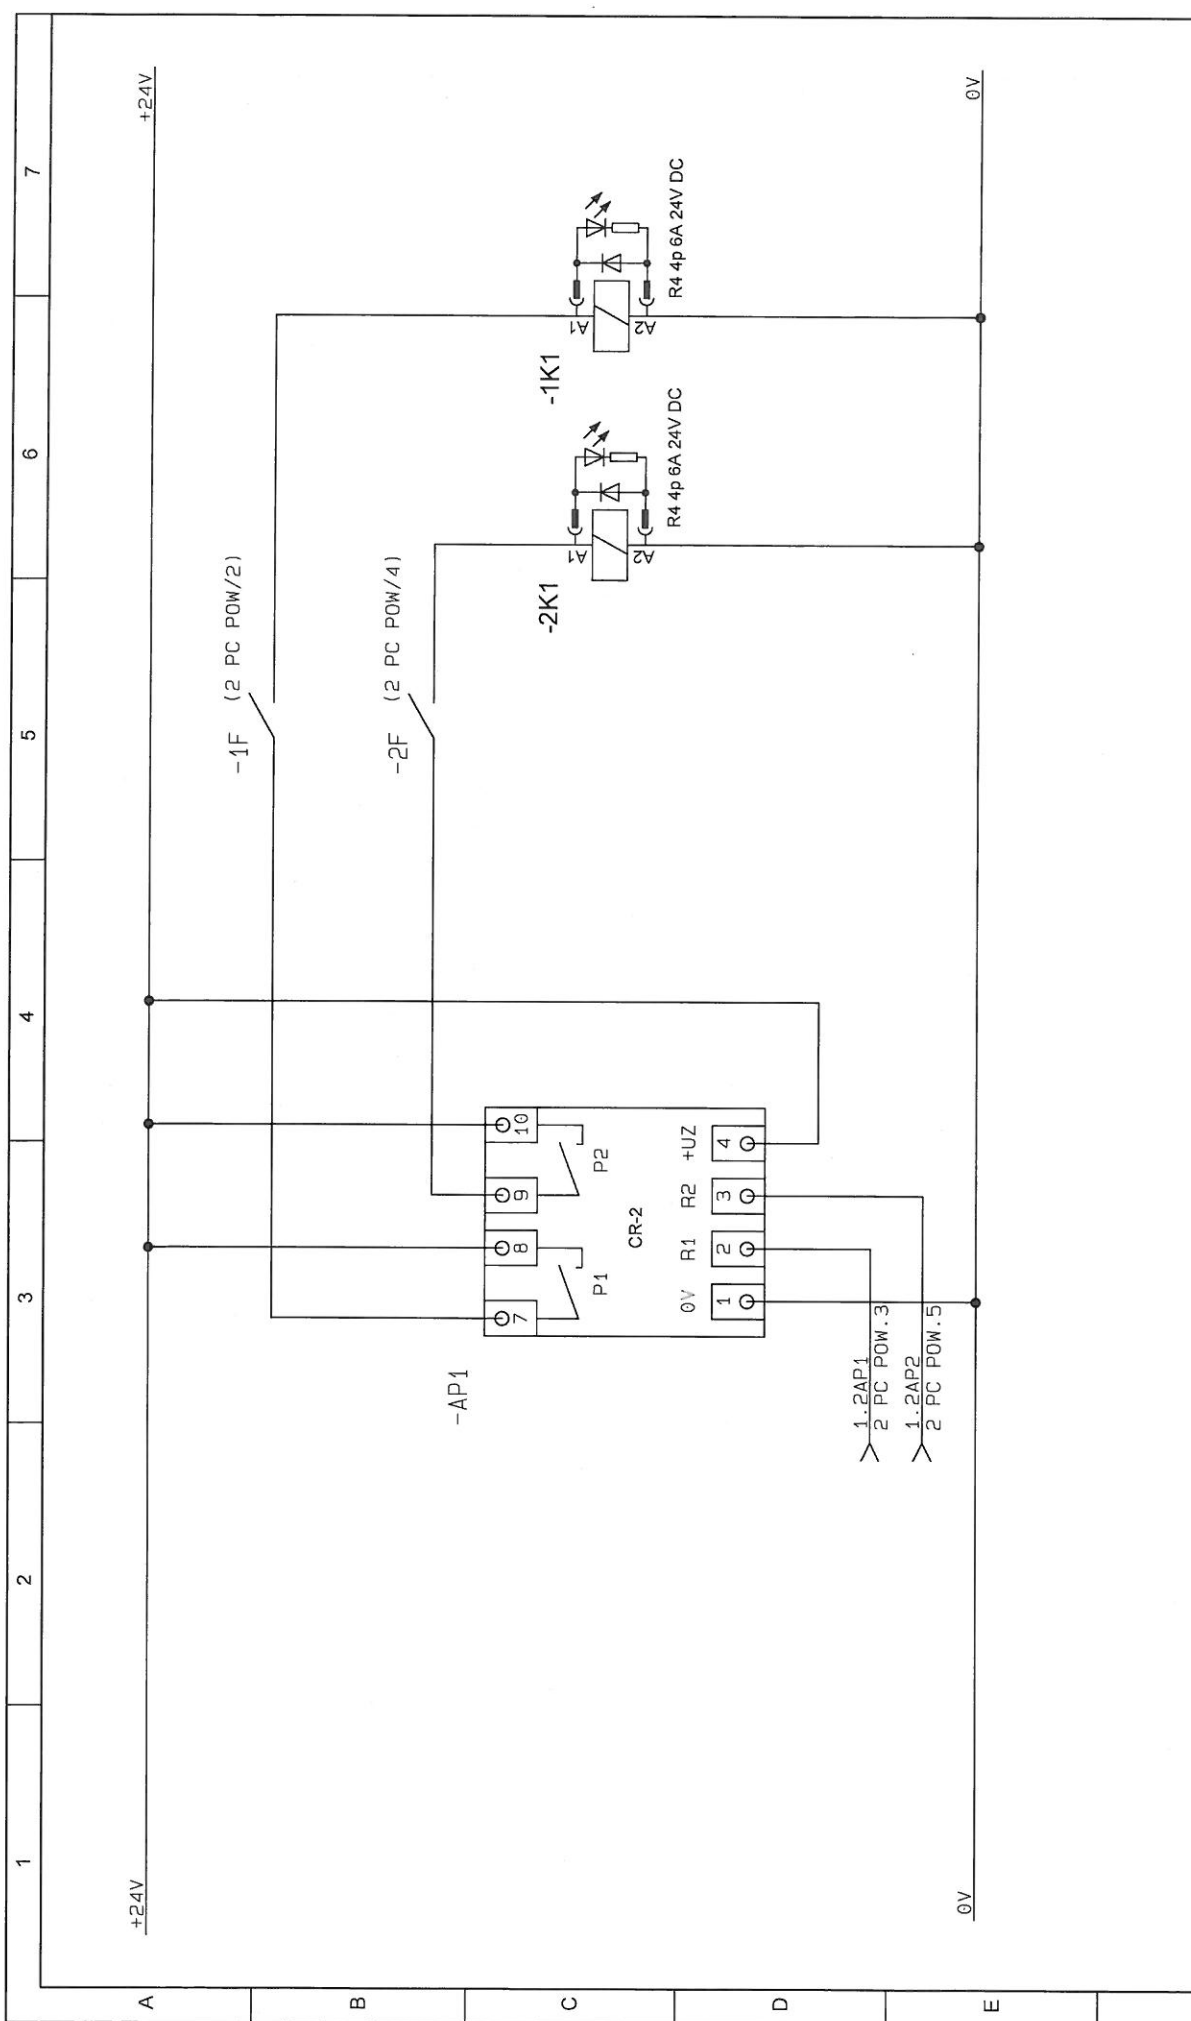 1 2 3 4 5 6 7
A
B
C
D
E
+24V +24V
-1F (2 PC POW/2)
-2F (2 PC POW/4)
-AP1
7 8 9 10
P1 P2
CR-2
0V R1 R2 +UZ
1 2 3 4
-2K1
A1
A2
R4 4p 6A 24V DC
-1K1
A1
A2
R4 4p 6A 24V DC
1.2AP1
2 PC POW.3
1.2AP2
2 PC POW.5
0V 0V